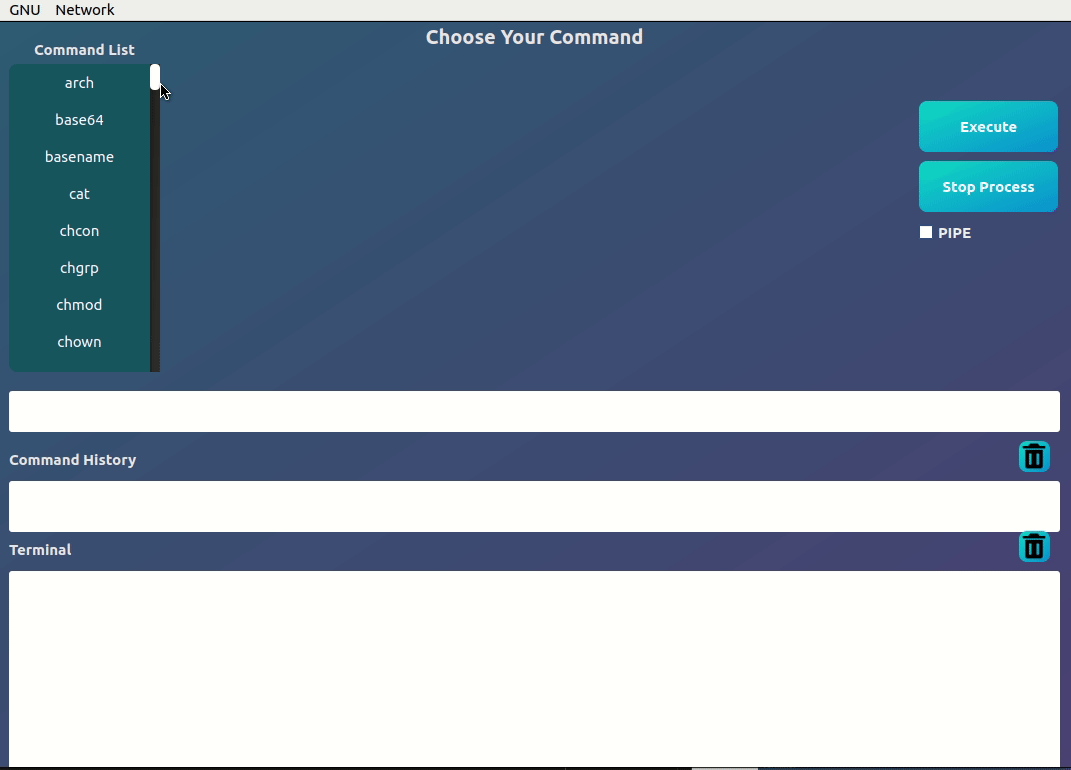 GNU Network
Choose Your Command
Command List
arch
base64
basename
cat
chcon
chgrp
chmod
chown
Execute
Stop Process
PIPE
Command History
Terminal